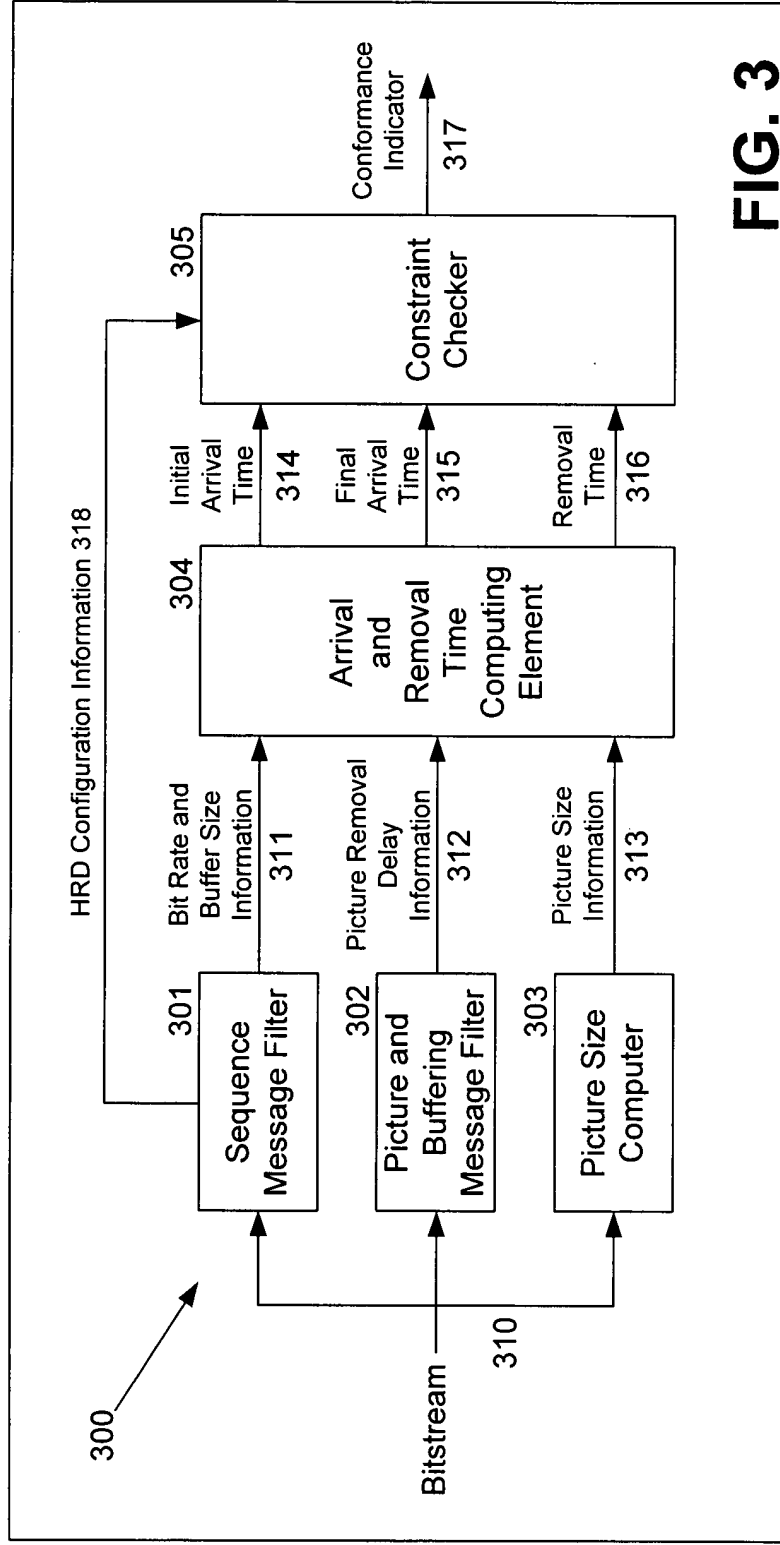 300
Bitstream
310
HRD Configuration Information 318
301
Sequence
Message Filter
302
Picture and
Buffering
Message Filter
303
Picture Size
Computer
Bit Rate and
Buffer Size
Information
311
Picture Removal
Delay
Information
312
Picture Size
Information
313
304
Arrival
and
Removal
Time
Computing
Element
Initial
Arrival
Time
314
Final
Arrival
Time
315
Removal
Time
316
305
Constraint
Checker
Conformance
Indicator
317
FIG. 3